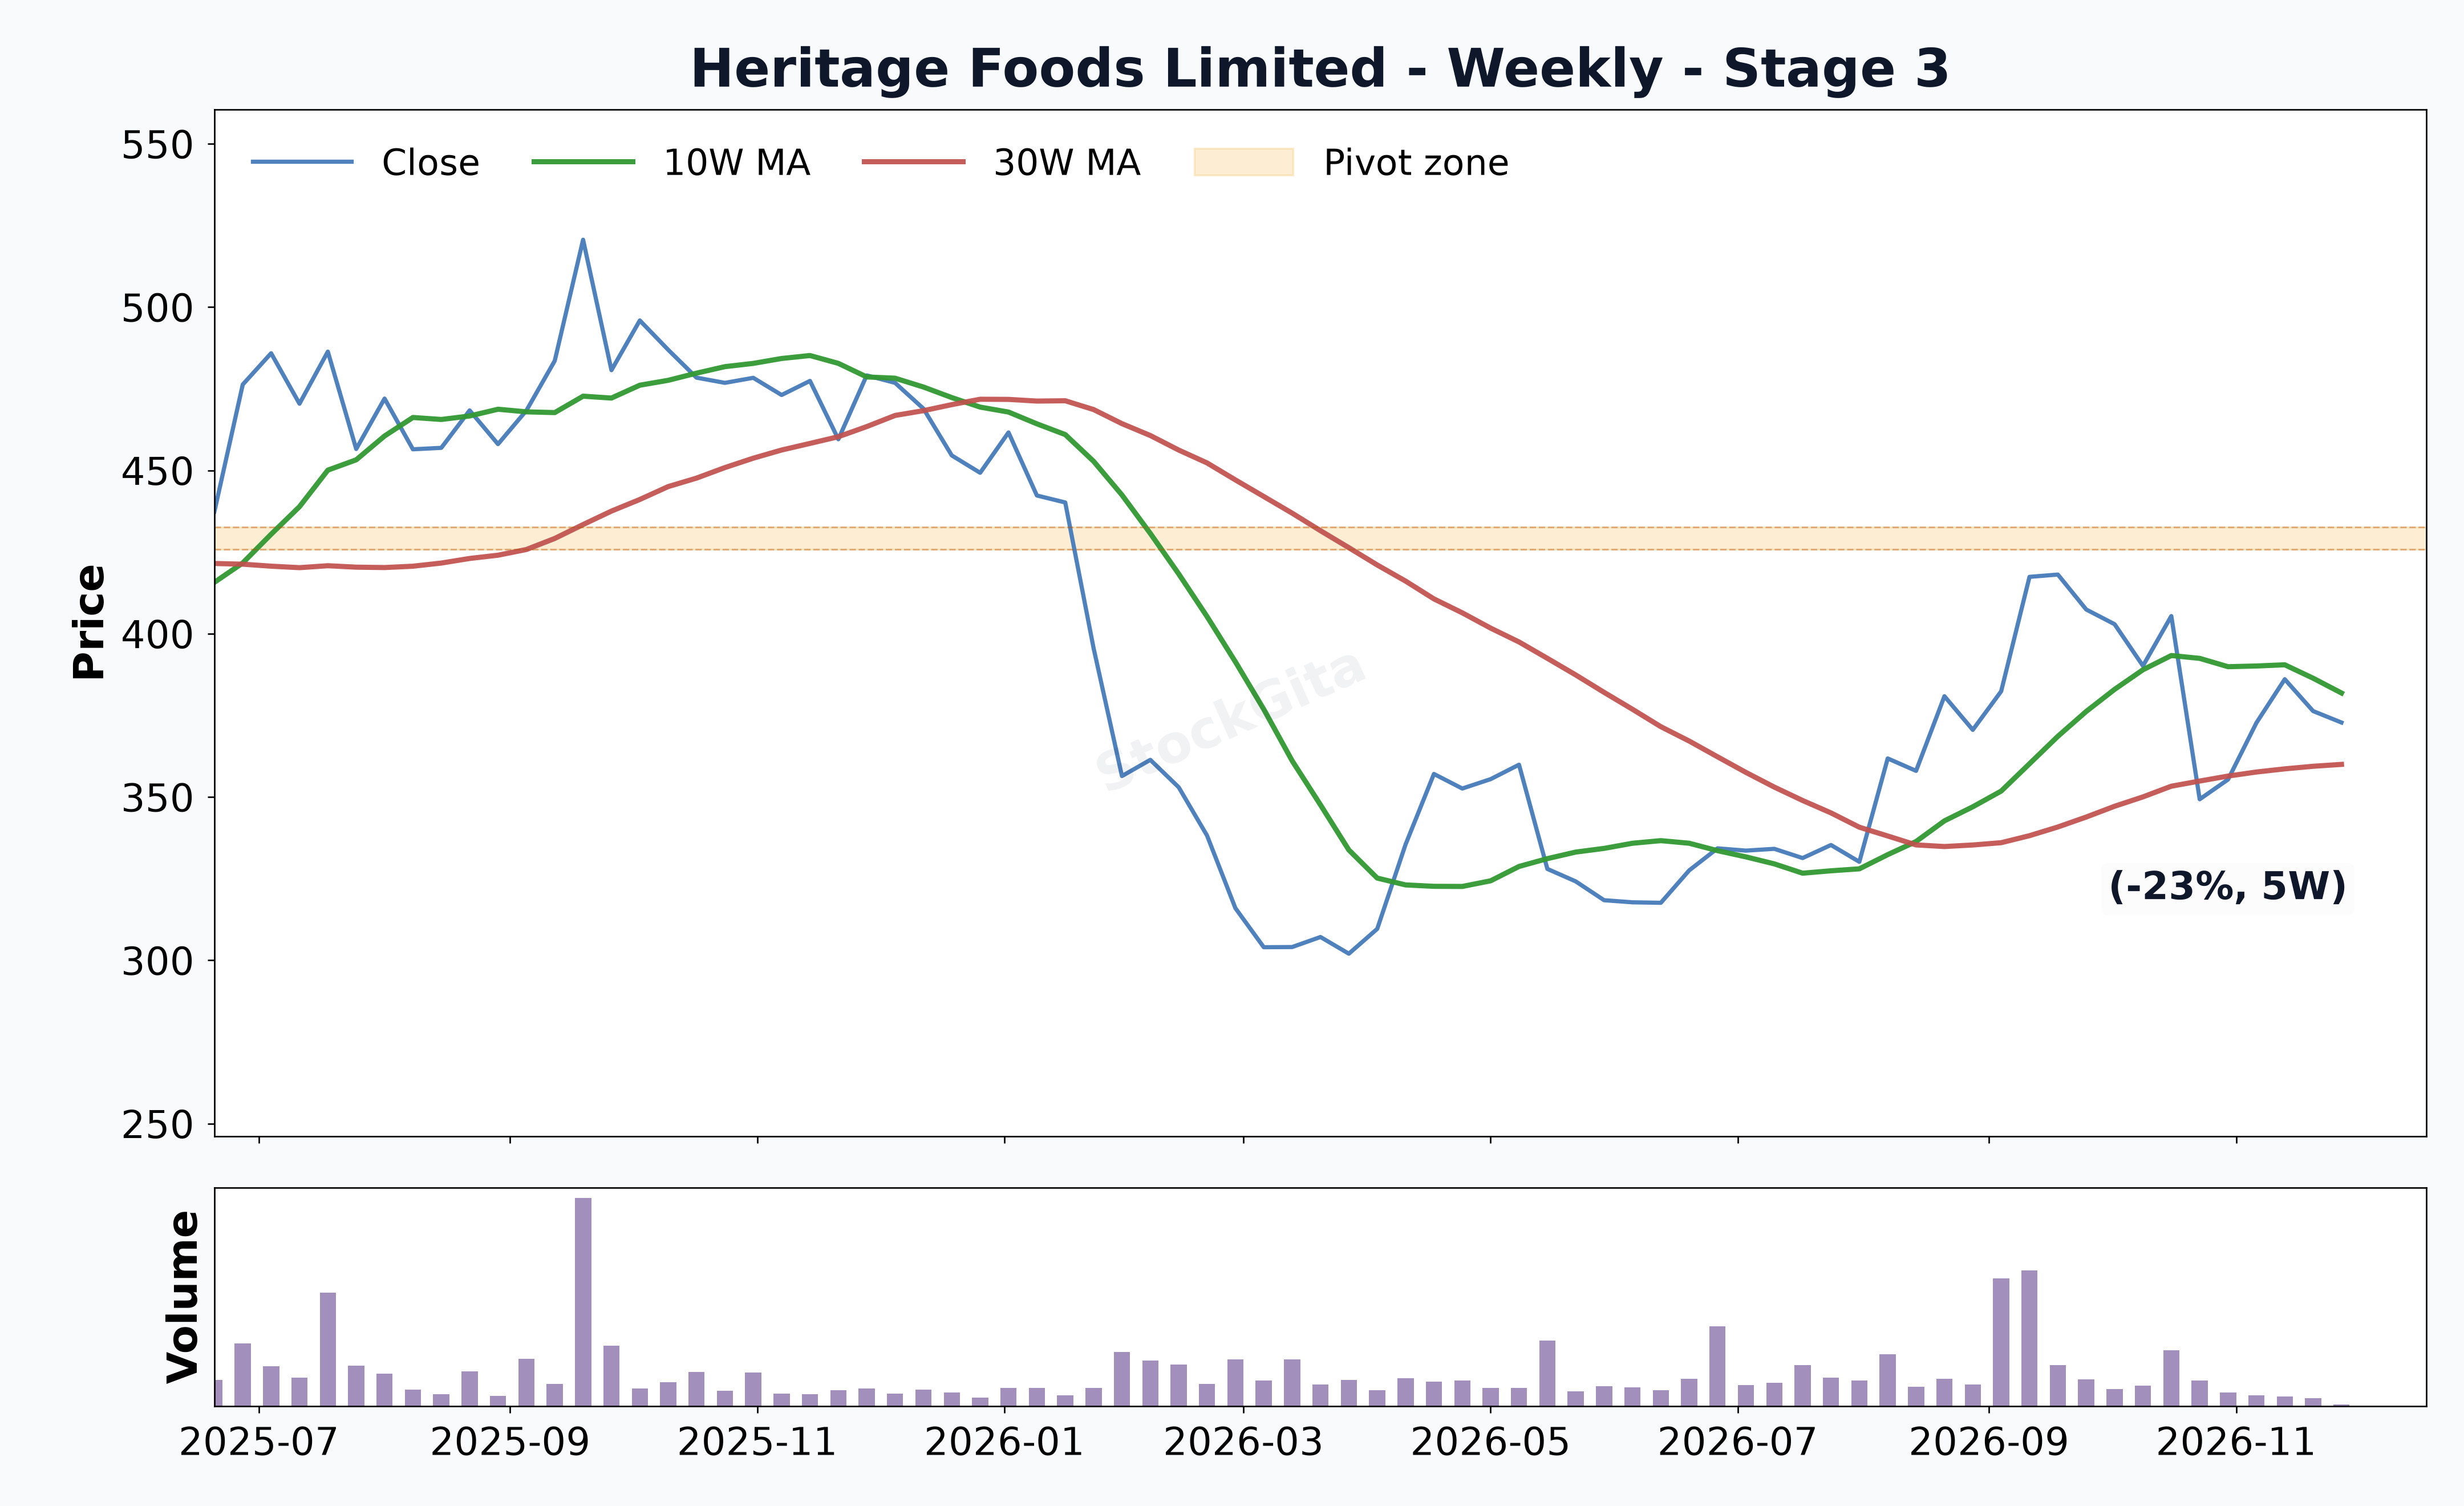 Heritage Foods Limited - Weekly - Stage 3
Close 10W MA 30W MA Pivot zone
550
500
450
400
350
300
250
Price
StockGita
(-23%, 5W)
Volume
2025-07 2025-09 2025-11 2026-01 2026-03 2026-05 2026-07 2026-09 2026-11